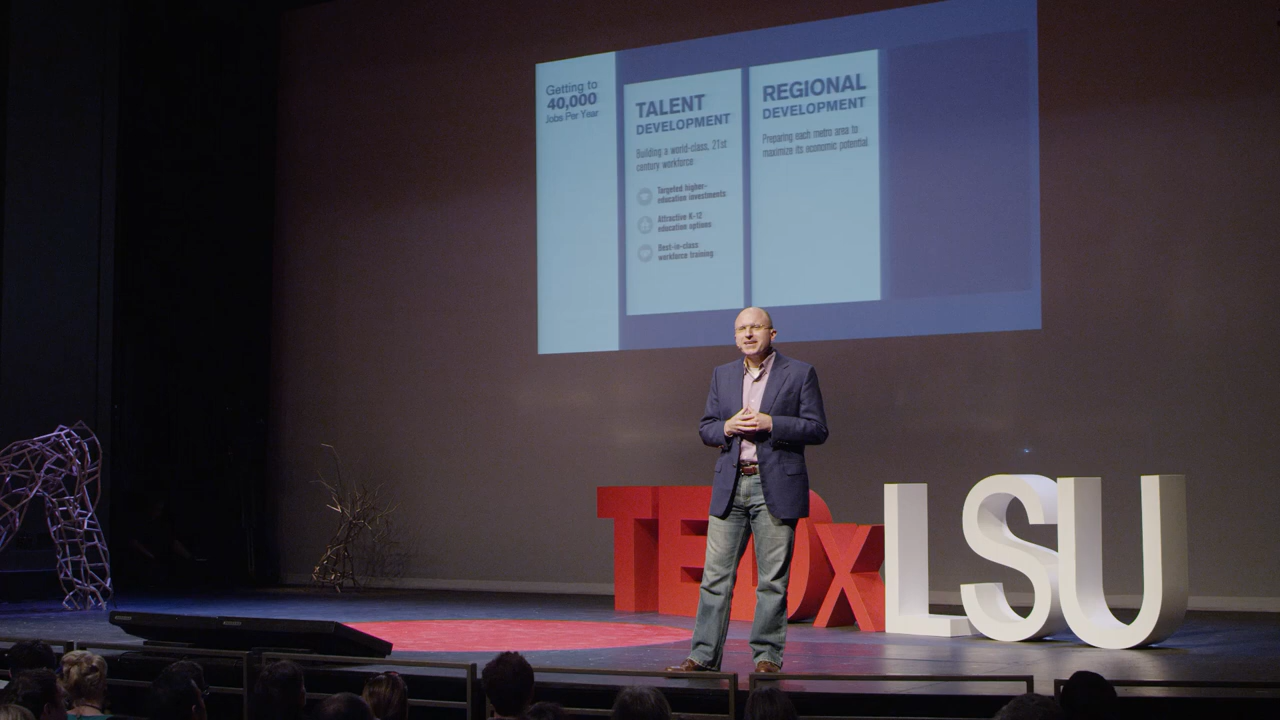 Getting to
40,000
Jobs Per Year
TALENT
DEVELOPMENT
Building a world-class, 21st
century workforce
Targeted higher-
education investments
Attractive K-12
education options
Best-in-class
workforce training
REGIONAL
DEVELOPMENT
Preparing each metro area to
maximize its economic potential
TEDx LSU